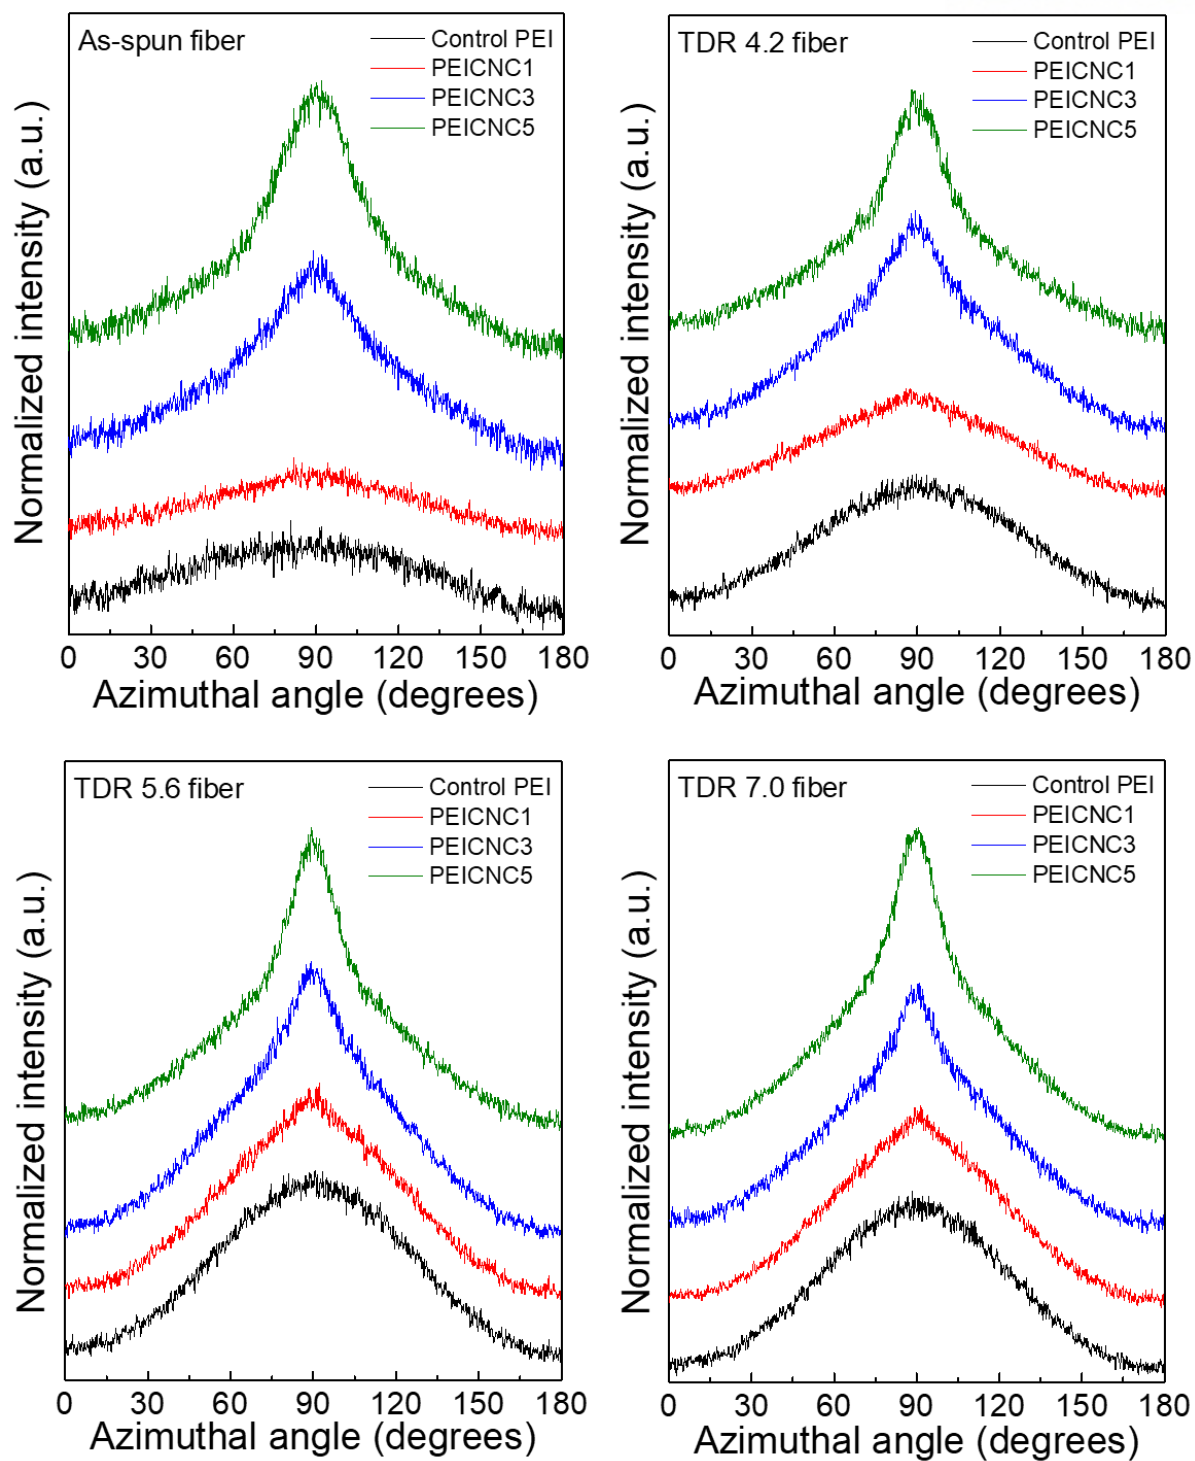 As-spun fiber
Control PEI
PEICNC1
PEICNC3
PEICNC5
Normalized intensity (a.u.)
0 30 60 90 120 150 180
Azimuthal angle (degrees)
TDR 4.2 fiber
Control PEI
PEICNC1
PEICNC3
PEICNC5
Normalized intensity (a.u.)
0 30 60 90 120 150 180
Azimuthal angle (degrees)
TDR 5.6 fiber
Control PEI
PEICNC1
PEICNC3
PEICNC5
Normalized intensity (a.u.)
0 30 60 90 120 150 180
Azimuthal angle (degrees)
TDR 7.0 fiber
Control PEI
PEICNC1
PEICNC3
PEICNC5
Normalized intensity (a.u.)
0 30 60 90 120 150 180
Azimuthal angle (degrees)